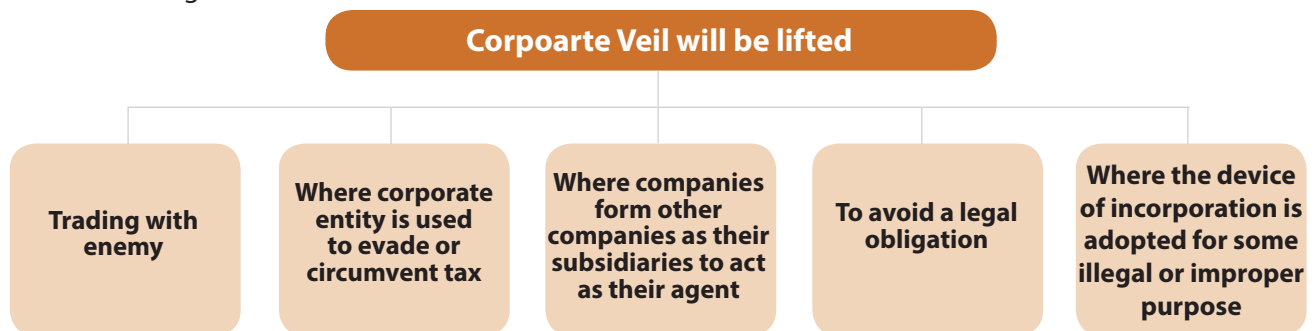 Corpoarte Veil will be lifted
Trading with
enemy
Where corporate
entity is used
to evade or
circumvent tax
Where companies
form other
companies as their
subsidiaries to act
as their agent
To avoid a legal
obligation
Where the device
of incorporation is
adopted for some
illegal or improper
purpose